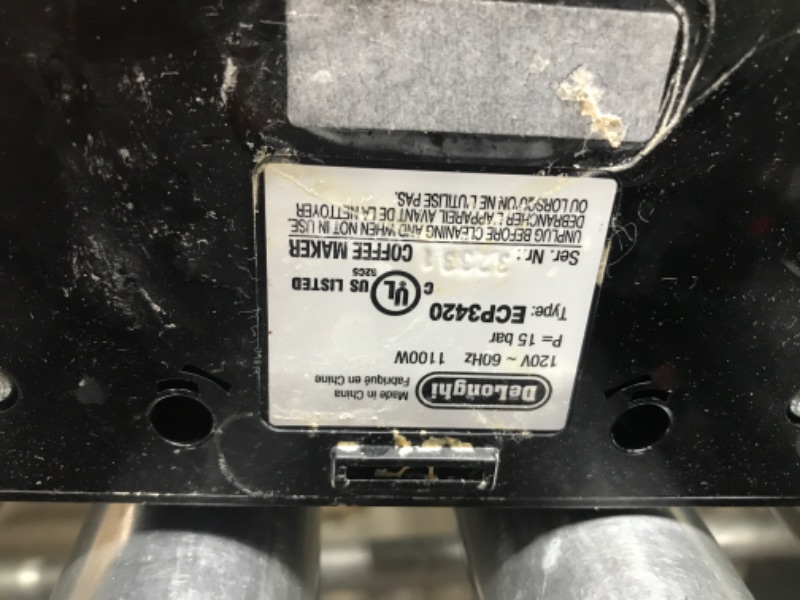 DeLonghi
Made in China
Fabriqué en Chine
120V ~ 60Hz 1100W
P= 15 bar
Type: ECP3420
C UL US LISTED
52C5
Ser. Nr.:
COFFEE MAKER
UNPLUG BEFORE CLEANING AND WHEN NOT IN USE.
DEBRANCHER L'APPAREIL AVANT DE LA NETTOYER
OU LORSQU'ON NE L'UTILISE PAS.